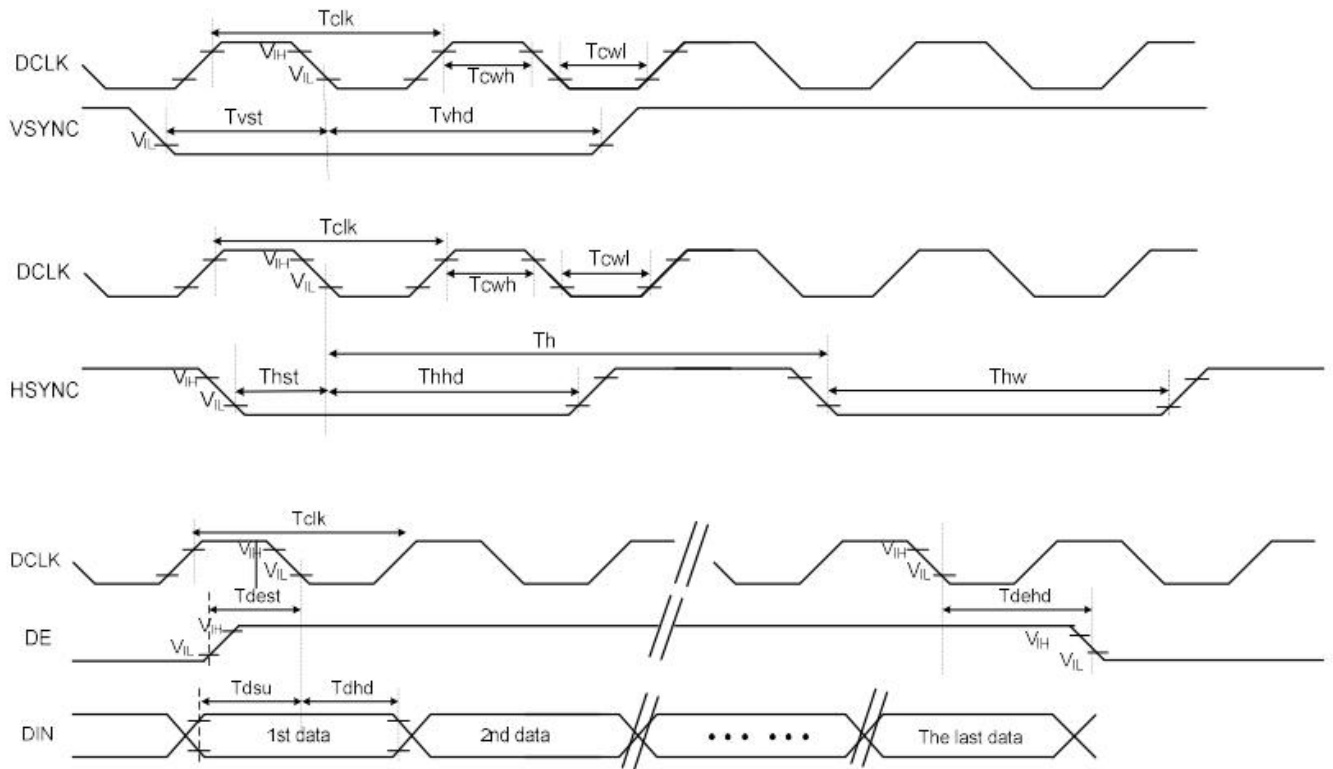 Tclk
DCLK
VIH
VIL
Tcwh
Tcwl
VSYNC
VIL
Tvst
Tvhd
Tclk
DCLK
VIH
VIL
Tcwh
Tcwl
Th
HSYNC
VIH
VIL
Thst
Thhd
Thw
Tclk
DCLK
VIH
VIL
VIH
VIL
Tdest
Tdehd
DE
VIH
VIL
VIH
VIL
Tdsu
Tdhd
DIN
1st data
2nd data
• • • • • •
The last data